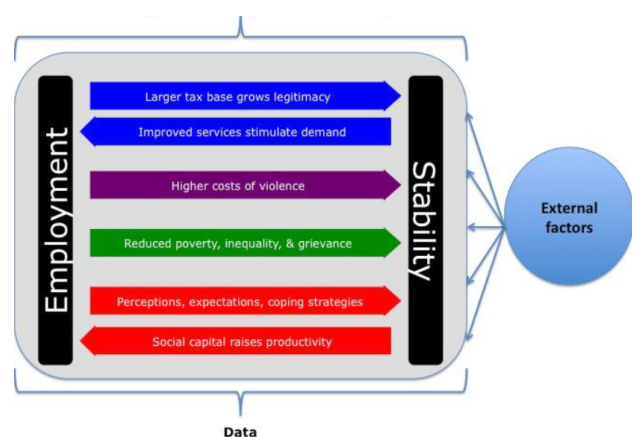 Employment
Larger tax base grows legitimacy
Improved services stimulate demand
Higher costs of violence
Reduced poverty, inequality, & grievance
Perceptions, expectations, coping strategies
Social capital raises productivity
Stability
External
factors
Data